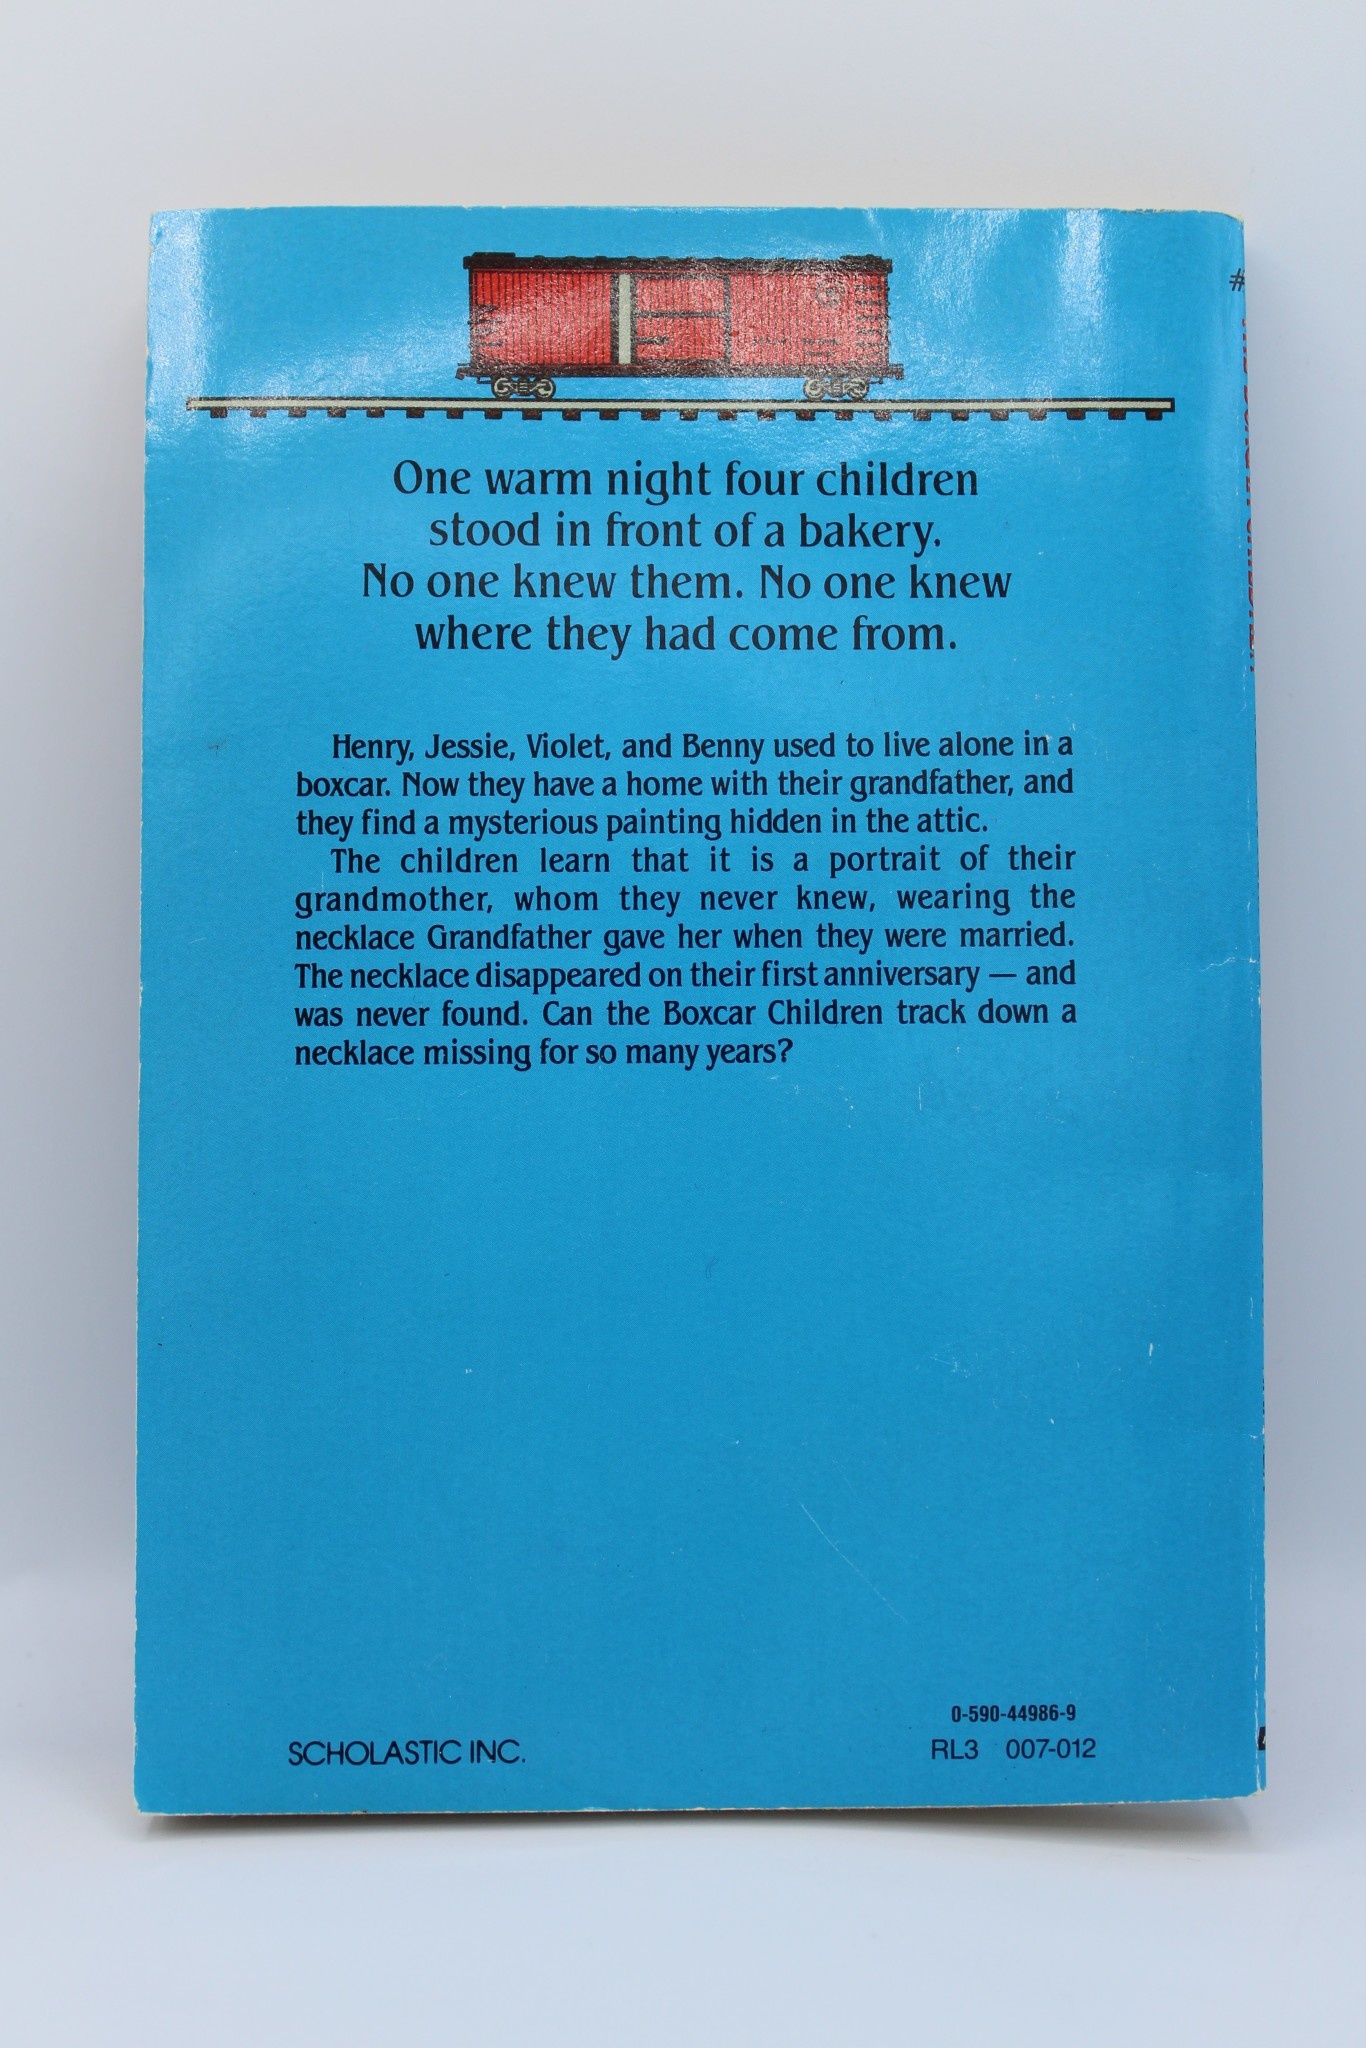 One warm night four children
stood in front of a bakery.
No one knew them. No one knew
where they had come from.
Henry, Jessie, Violet, and Benny used to live alone in a
boxcar. Now they have a home with their grandfather, and
they find a mysterious painting hidden in the attic.
The children learn that it is a portrait of their
grandmother, whom they never knew, wearing the
necklace Grandfather gave her when they were married.
The necklace disappeared on their first anniversary — and
was never found. Can the Boxcar Children track down a
necklace missing for so many years?
0-590-44986-9
SCHOLASTIC INC.
RL3 007-012
#